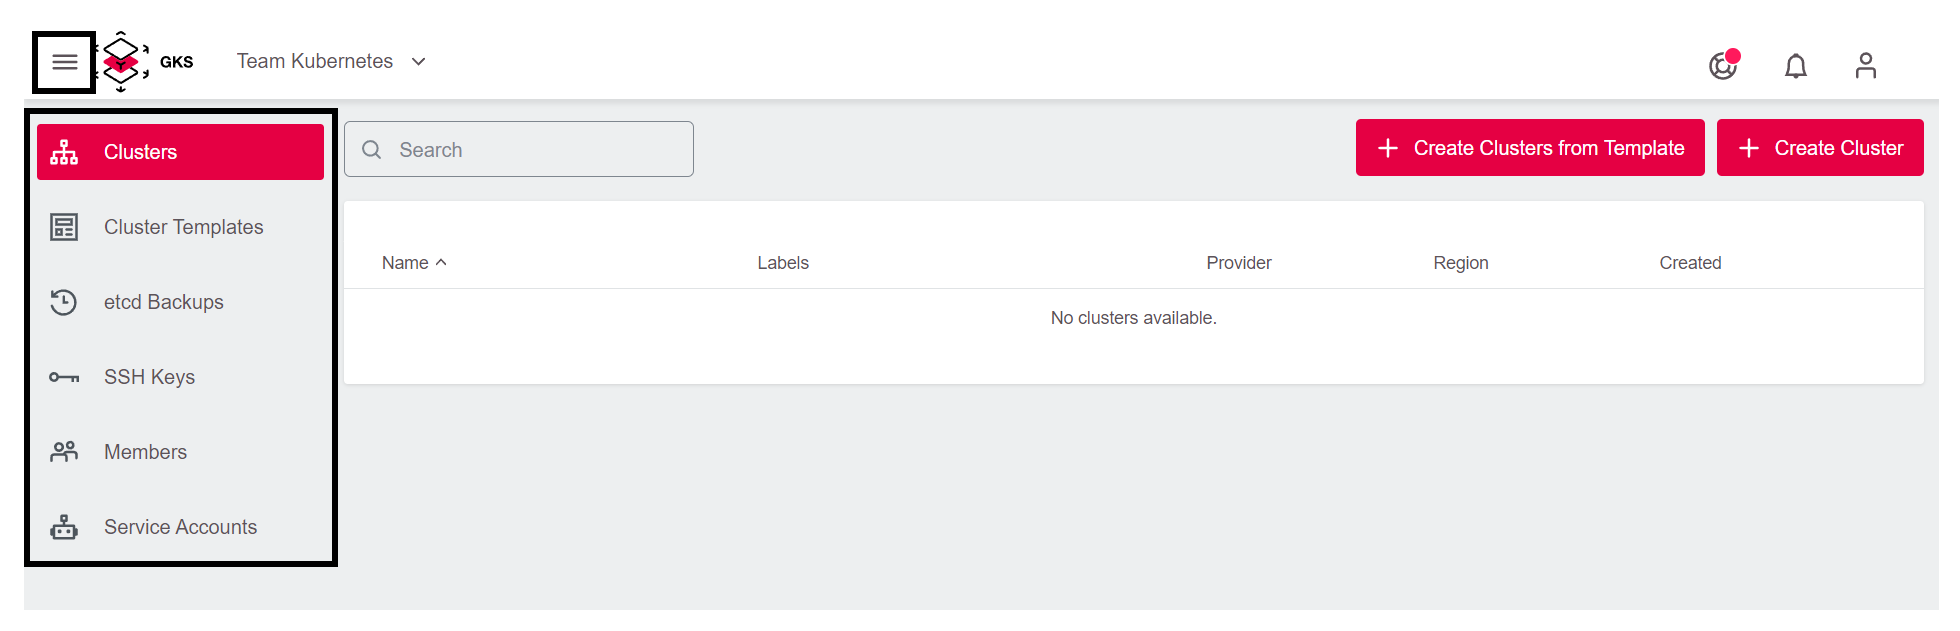 GKS
Team Kubernetes
Clusters
Search
Create Clusters from Template
Create Cluster
Cluster Templates
Name
Labels
Provider
Region
Created
etcd Backups
No clusters available.
SSH Keys
Members
Service Accounts